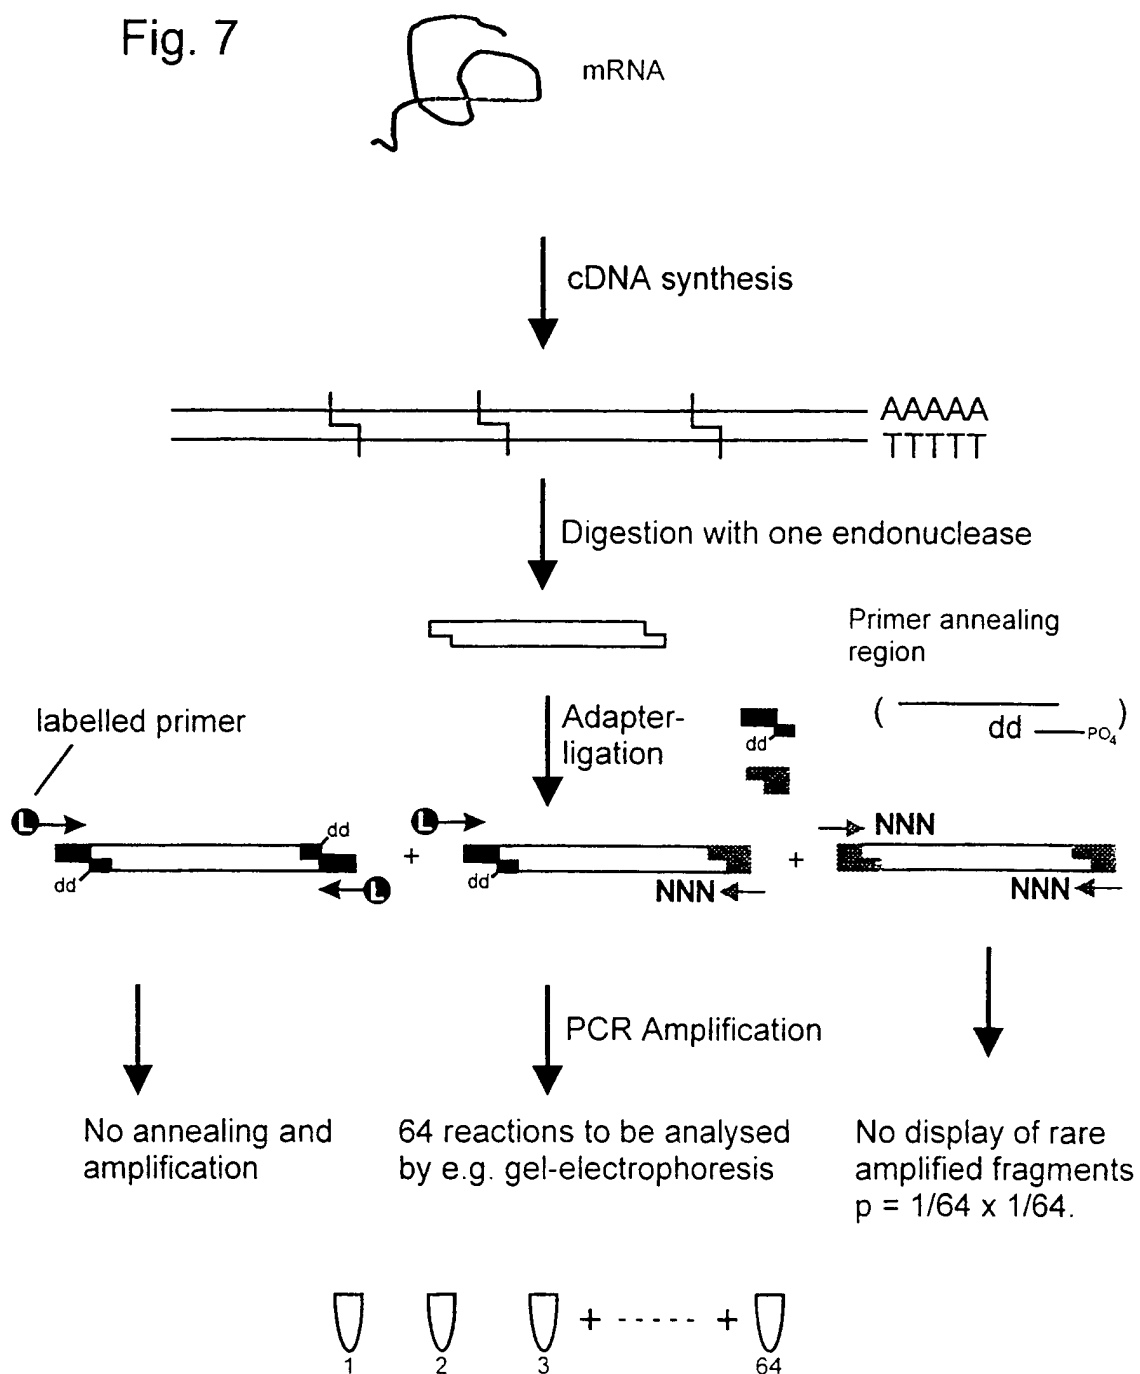 Fig. 7
mRNA
cDNA synthesis
AAAAA
TTTTT
Digestion with one endonuclease
Primer annealing
region
labelled primer
Adapter-
ligation
dd
( dd PO4 )
L
dd
dd
L
+
L
dd
NNN
+
NNN
NNN
PCR Amplification
No annealing and
amplification
64 reactions to be analysed
by e.g. gel-electrophoresis
No display of rare
amplified fragments
p = 1/64 x 1/64.
+ ----- +
1 2 3 64